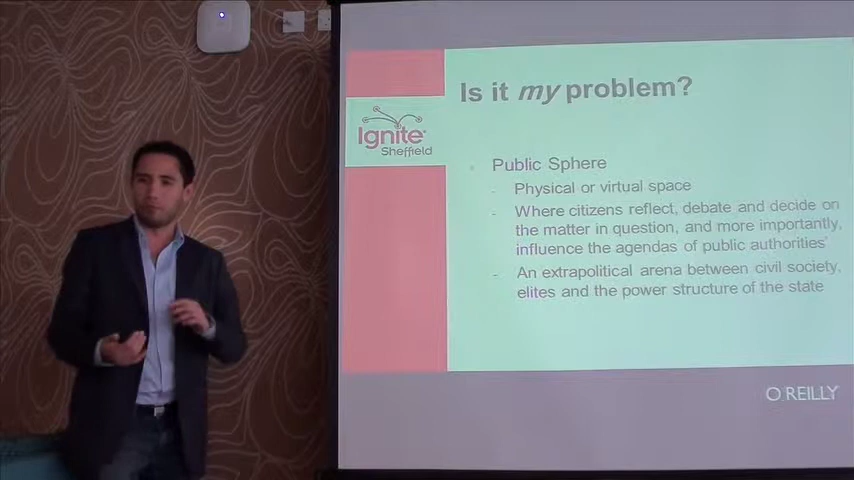 Is it my problem?
Ignite
Sheffield
Public Sphere
- Physical or virtual space
- Where citizens reflect, debate and decide on
the matter in question, and more importantly,
influence the agendas of public authorities'
- An extrapolitical arena between civil society,
elites and the power structure of the state
O'REILLY